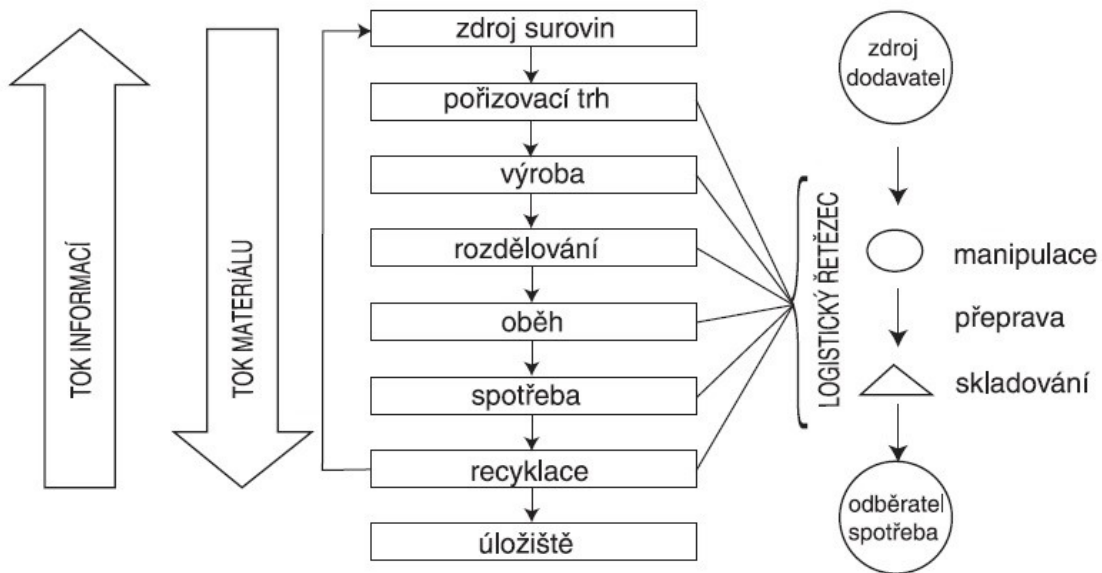 TOK INFORMACÍ
TOK MATERIÁLU
zdroj surovin
pořizovací trh
výroba
rozdělování
oběh
spotřeba
recyklace
úložiště
LOGISTICKÝ ŘETĚZEC
zdroj
dodavatel
manipulace
přeprava
skladování
odběratel
spotřeba